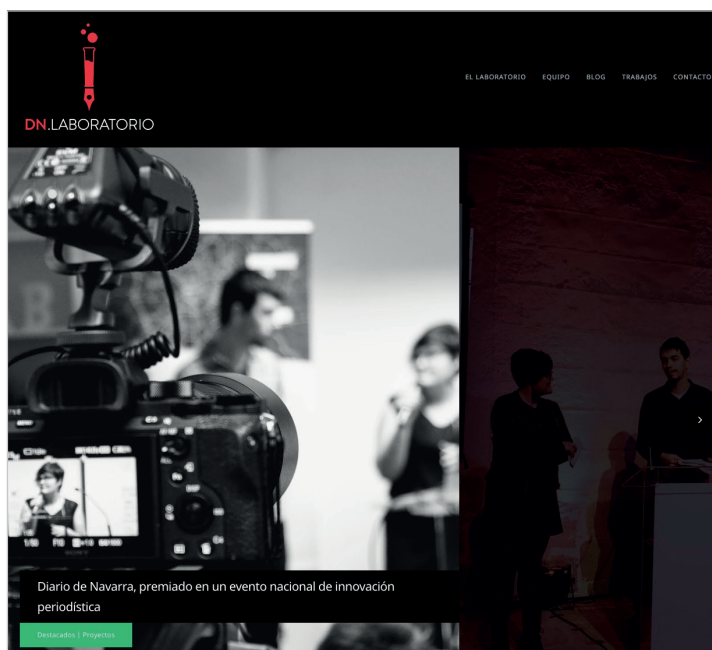 DN.LABORATORIO
EL LABORATORIO EQUIPO BLOG TRABAJOS CONTACTO
SONY
Diario de Navarra, premiado en un evento nacional de innovación
periodística
Destacados | Proyectos